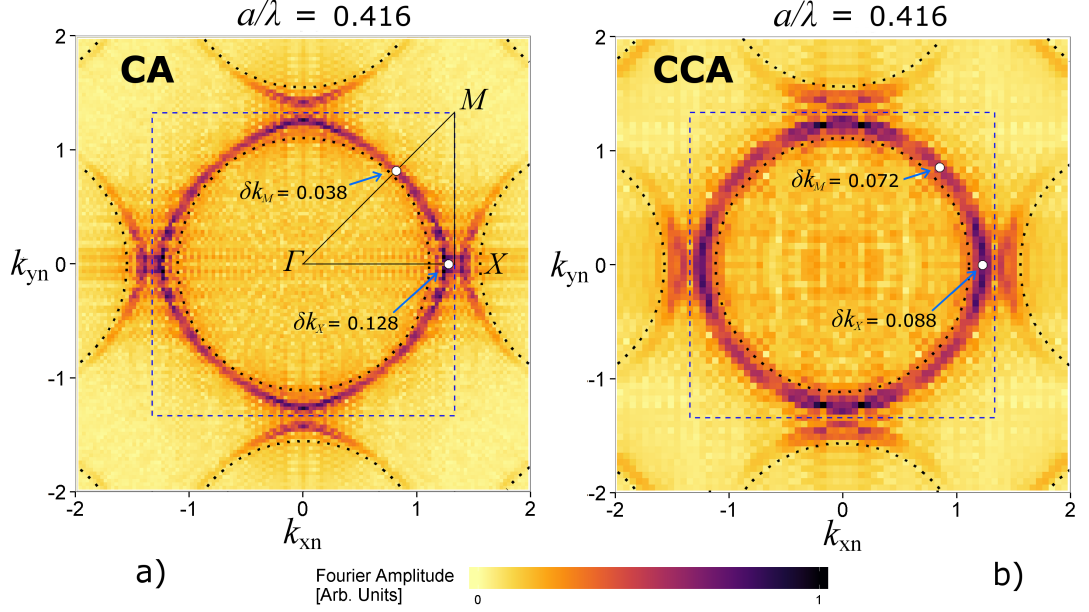 a/λ = 0.416
CA
M
δk_M = 0.038
Γ
X
δk_X = 0.128
k_yn
2
1
0
-1
-2
-2
-1
0
1
2
k_xn
a)
a/λ = 0.416
CCA
δk_M = 0.072
δk_X = 0.088
k_yn
2
1
0
-1
-2
-2
-1
0
1
2
k_xn
b)
Fourier Amplitude
[Arb. Units]
0
1